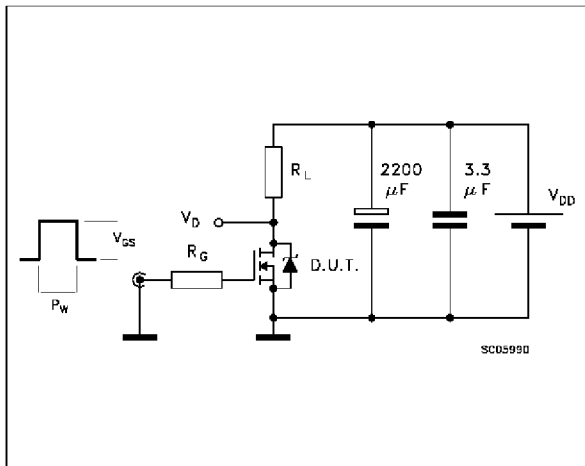 2200
μF
3.3
μF
R_L
V_DD
V_D
V_GS
R_G
D.U.T.
P_W
SC05990